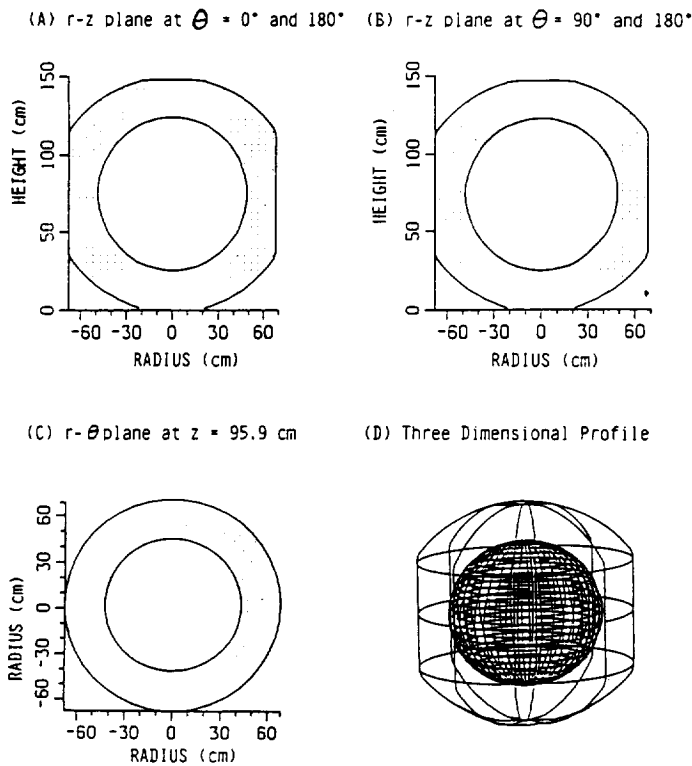 (A) r-z plane at θ = 0° and 180°
(B) r-z plane at θ = 90° and 180°
150
100
50
0
HEIGHT (cm)
-60 -30 0 30 60
RADIUS (cm)
150
100
50
0
HEIGHT (cm)
-60 -30 0 30 60
RADIUS (cm)
(C) r-θ plane at z = 95.9 cm
(D) Three Dimensional Profile
60
30
0
-30
-60
RADIUS (cm)
-60 -30 0 30 60
RADIUS (cm)